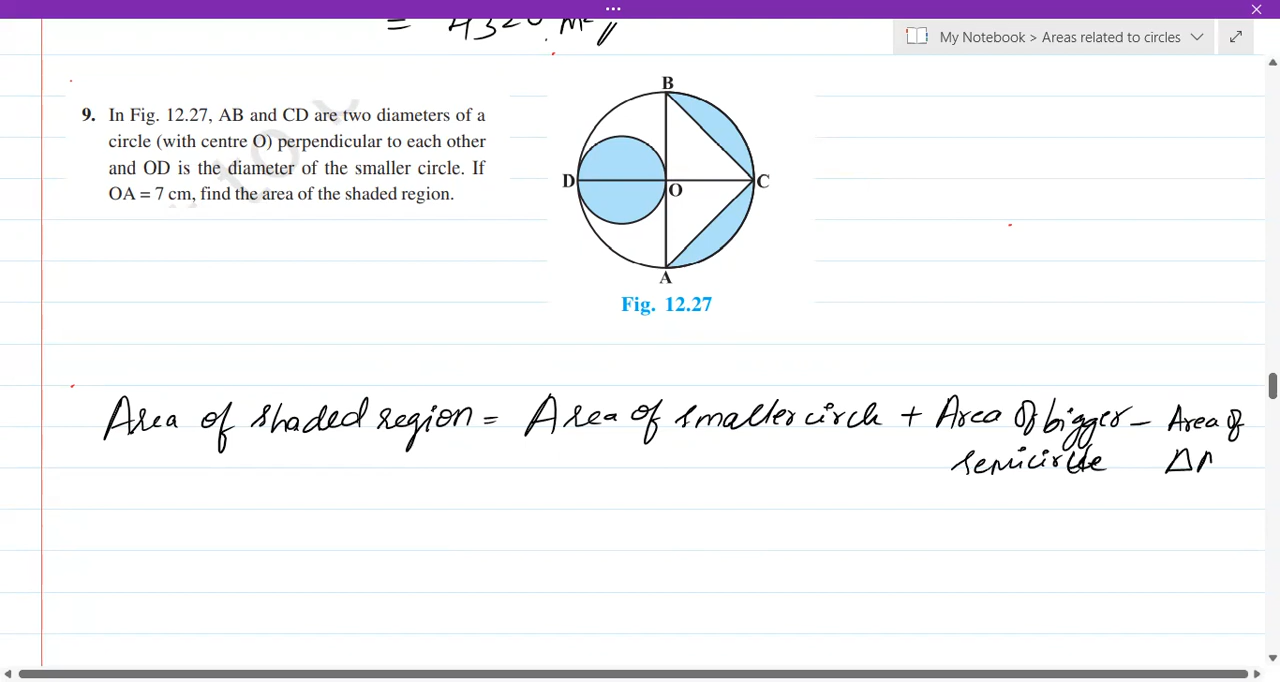 My Notebook > Areas related to circles
= 4320 m²
9. In Fig. 12.27, AB and CD are two diameters of a
circle (with centre O) perpendicular to each other
and OD is the diameter of the smaller circle. If
OA = 7 cm, find the area of the shaded region.
B
D
O
C
A
Fig. 12.27
Area of shaded region = Area of smaller circle + Area of bigger - Area of
semicircle Δ